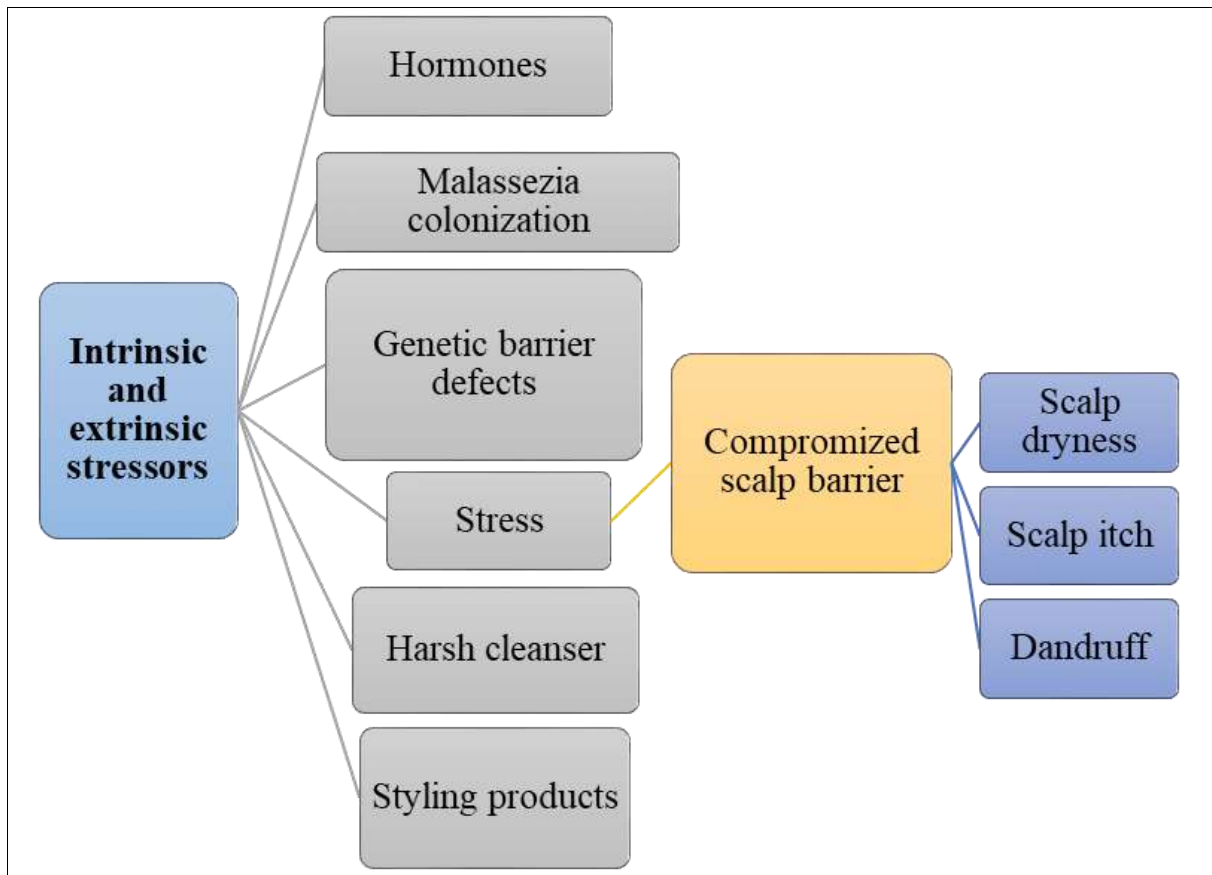 Intrinsic
and
extrinsic
stressors
Hormones
Malassezia
colonization
Genetic barrier
defects
Stress
Harsh cleanser
Styling products
Compromized
scalp barrier
Scalp
dryness
Scalp itch
Dandruff